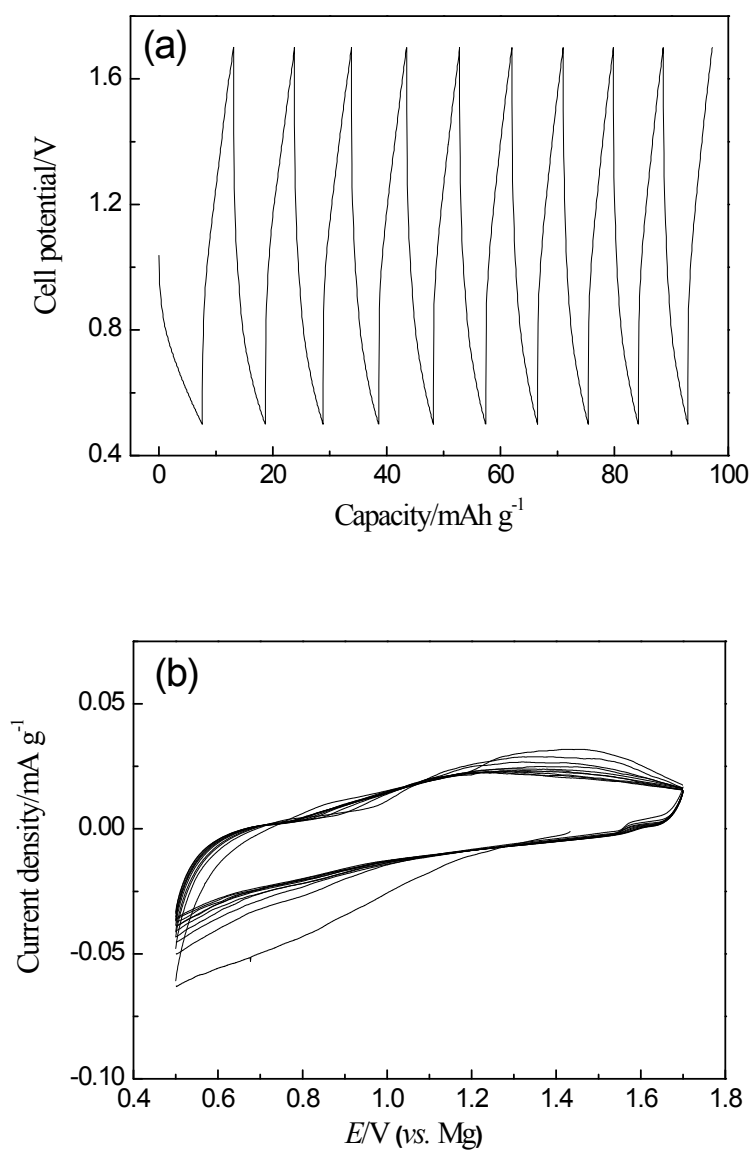 (a)
1.6
1.2
0.8
0.4
Cell potential/V
0 20 40 60 80 100
Capacity/mAh g⁻¹
(b)
0.05
0.00
-0.05
-0.10
Current density/mA g⁻¹
0.4 0.6 0.8 1.0 1.2 1.4 1.6 1.8
E/V (vs. Mg)